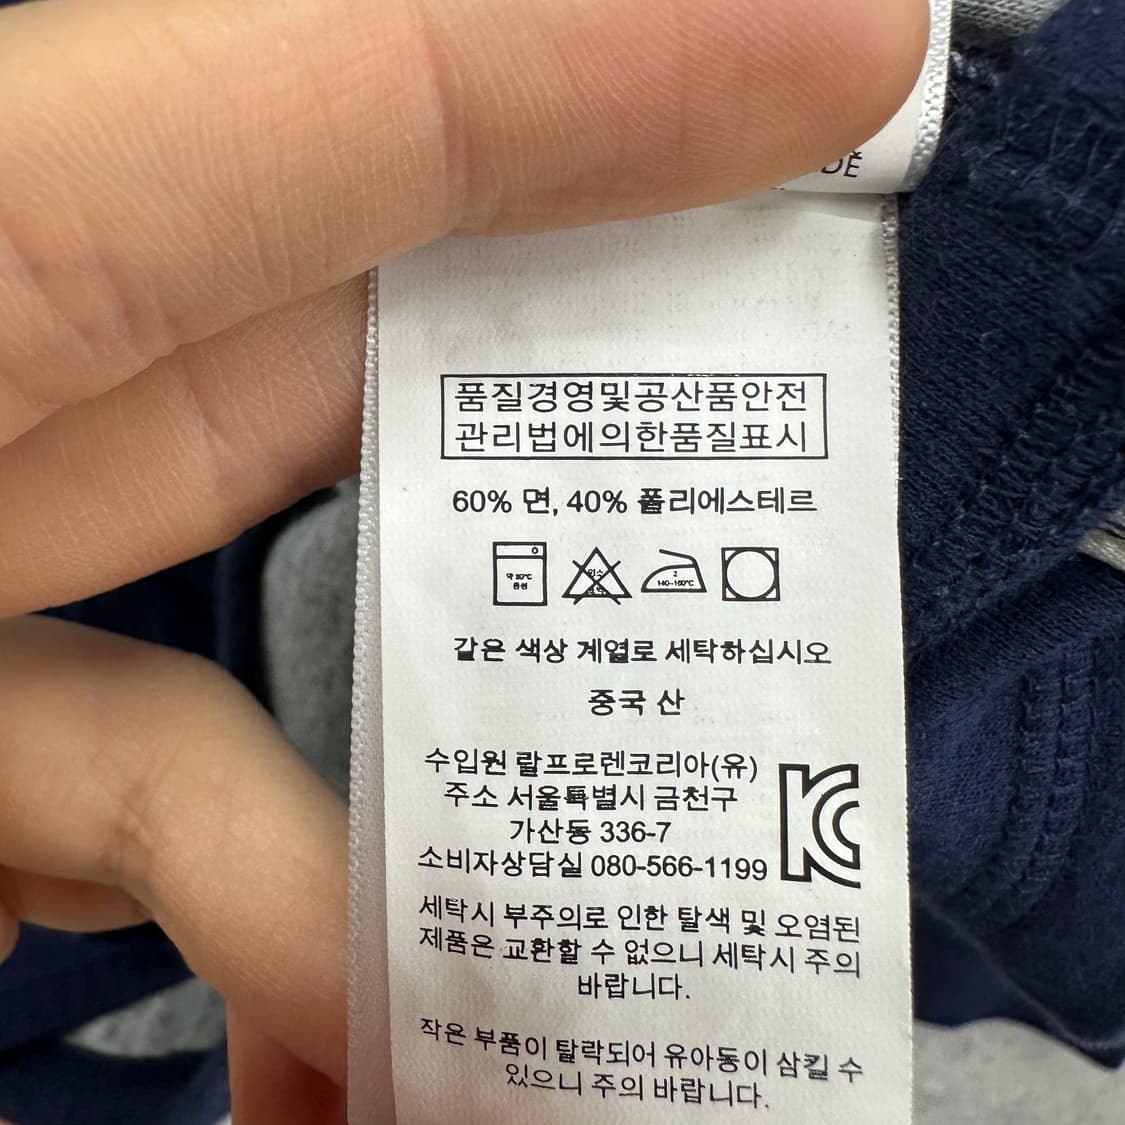 품질경영및공산품안전
관리법에의한품질표시
60% 면, 40% 폴리에스테르
약 30℃
2
140~160℃
같은 색상 계열로 세탁하십시오
중국 산
수입원 랄프로렌코리아(유)
주소 서울특별시 금천구
가산동 336-7
소비자상담실 080-566-1199
세탁시 부주의로 인한 탈색 및 오염된
제품은 교환할 수 없으니 세탁시 주의
바랍니다.
작은 부품이 탈락되어 유아동이 삼킬 수
있으니 주의 바랍니다.